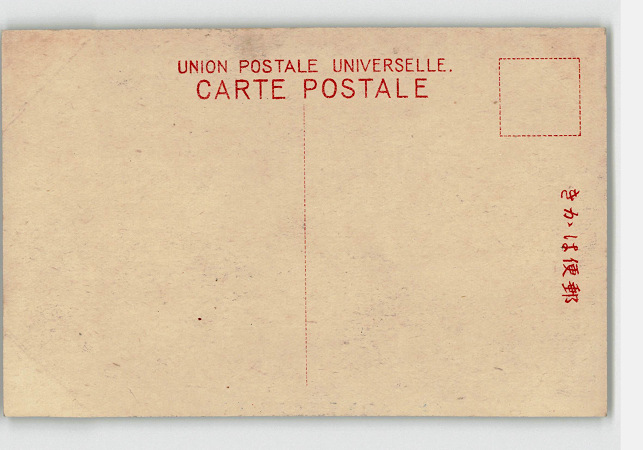 UNION POSTALE UNIVERSELLE.
CARTE POSTALE
きかは便郵